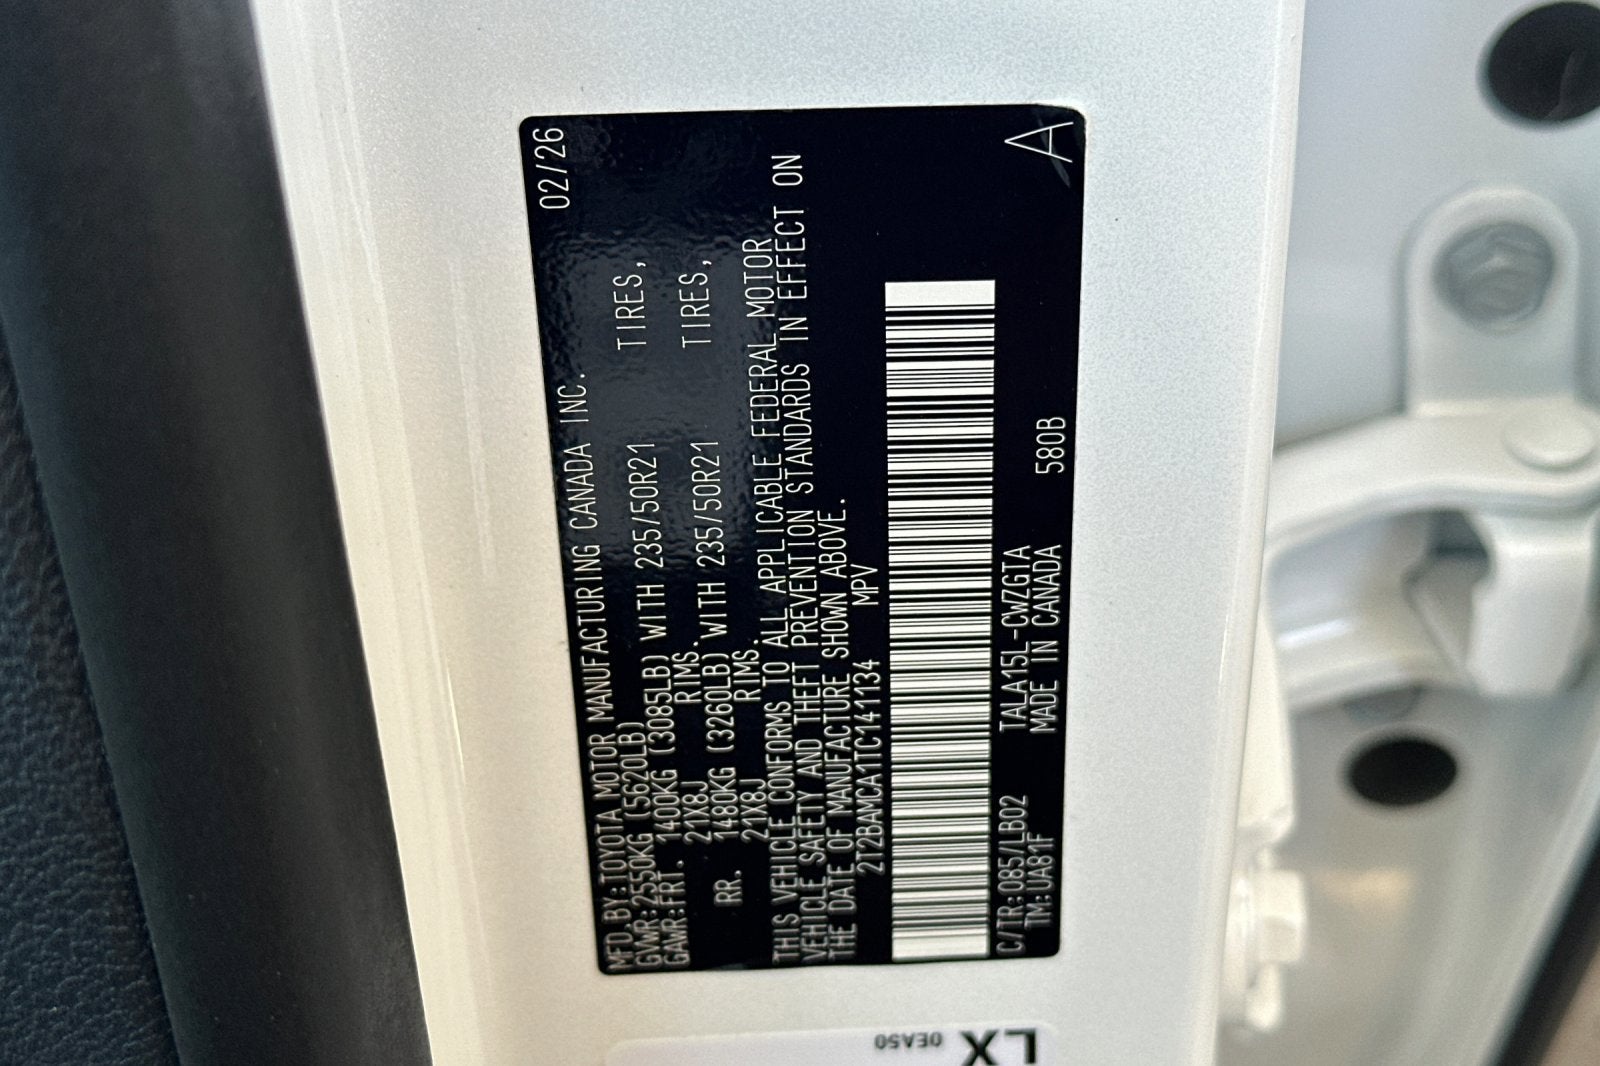 MFD.BY:TOYOTA MOTOR MANUFACTURING CANADA INC. 02/26
GVWR:2550KG (5620LB)
GAWR:FRT. 1400KG (3085LB) WITH 235/50R21 TIRES,
21X8J RIMS.
RR. 1480KG (3260LB) WITH 235/50R21 TIRES,
21X8J RIMS.
THIS VEHICLE CONFORMS TO ALL APPLICABLE FEDERAL MOTOR
VEHICLE SAFETY AND THEFT PREVENTION STANDARDS IN EFFECT ON
THE DATE OF MANUFACTURE SHOWN ABOVE.
2T2BAMCA1TC141134 MPV
C/TR:085/LB02 TALA15L-CWZGTA 580B
TM:UA81F MADE IN CANADA
A
LX
0EA50